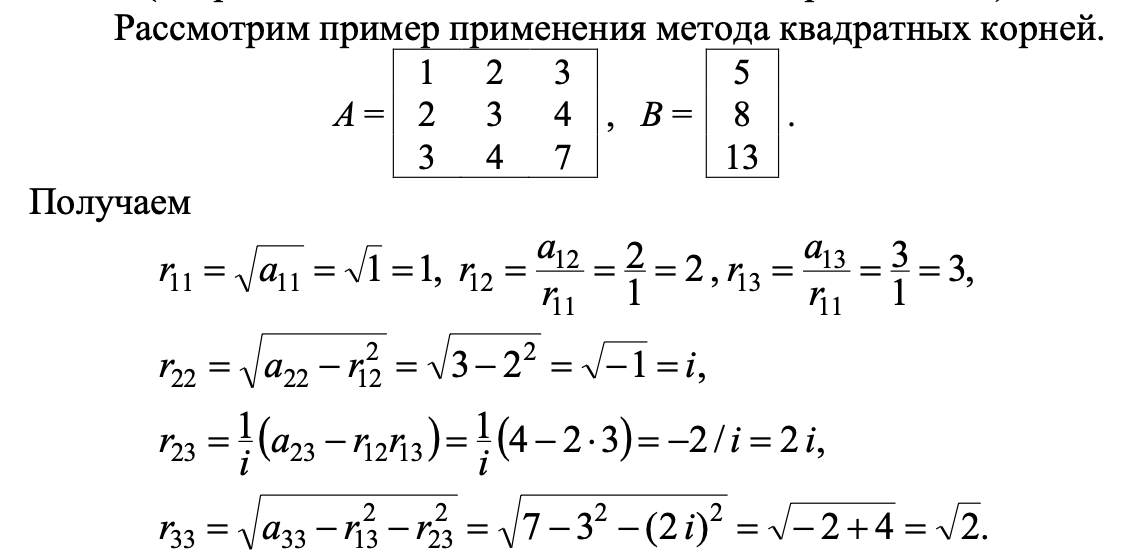 Рассмотрим пример применения метода квадратных корней.
A = 1 2 3 2 3 4 3 4 7 , B = 5 8 13 .
Получаем
r₁₁ = √a₁₁ = √1 = 1, r₁₂ = a₁₂/r₁₁ = 2/1 = 2 , r₁₃ = a₁₃/r₁₁ = 3/1 = 3,
r₂₂ = √(a₂₂ − r₁₂²) = √(3 − 2²) = √−1 = i,
r₂₃ = 1/i (a₂₃ − r₁₂r₁₃) = 1/i (4 − 2 · 3) = −2 / i = 2 i,
r₃₃ = √(a₃₃ − r₁₃² − r₂₃²) = √(7 − 3² − (2 i)²) = √(−2 + 4) = √2.